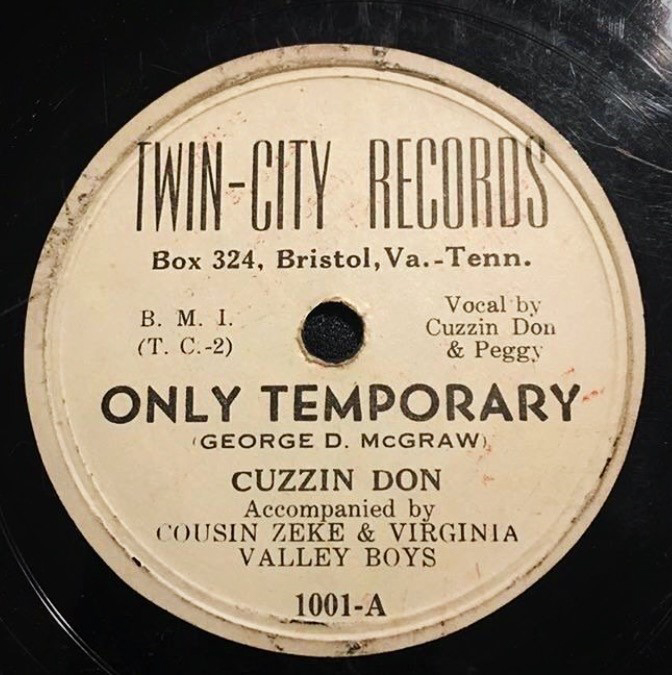 TWIN-CITY RECORDS
Box 324, Bristol, Va.-Tenn.
B. M. I.
(T. C.-2)
Vocal by
Cuzzin Don
& Peggy
ONLY TEMPORARY
(GEORGE D. McGRAW)
CUZZIN DON
Accompanied by
COUSIN ZEKE & VIRGINIA
VALLEY BOYS
1001-A